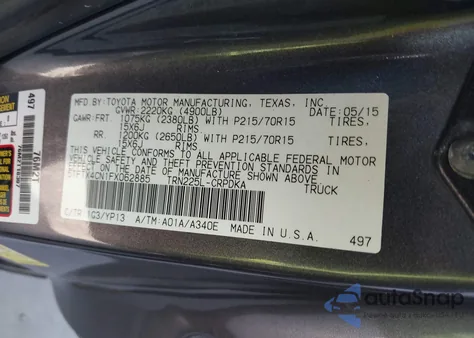 MFD.BY:TOYOTA MOTOR MANUFACTURING, TEXAS, INC.
GVWR:2220KG (4900LB) 05/15
GAWR:FRT. 1075KG (2380LB) WITH P215/70R15 TIRES,
15X6J RIMS
RR. 1200KG (2650LB) WITH P215/70R15 TIRES,
15X6J RIMS
THIS VEHICLE CONFORMS TO ALL APPLICABLE FEDERAL MOTOR
VEHICLE SAFETY AND THEFT PREVENTION STANDARDS IN
EFFECT ON THE DATE OF MANUFACTURE SHOWN ABOVE.
TRN225L-CRPDKA TRUCK
C/TR: 1G3/YP13 A/TM:A01A/A340E MADE IN U.S.A.
497
497
autoSnap